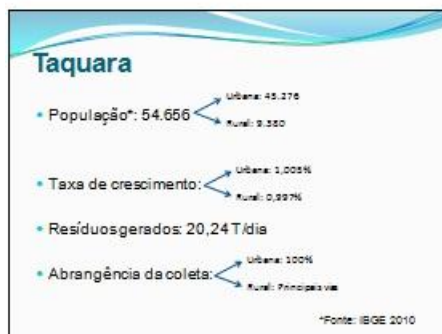 Taquara
Urbana: 45.276
• População*: 54.656
Rural: 9.380
Urbana: 1,003%
• Taxa de crescimento:
Rural: 0,997%
• Resíduos gerados: 20,24 T/dia
Urbana: 100%
• Abrangência da coleta:
Rural: Principais vias
*Fonte: IBGE 2010